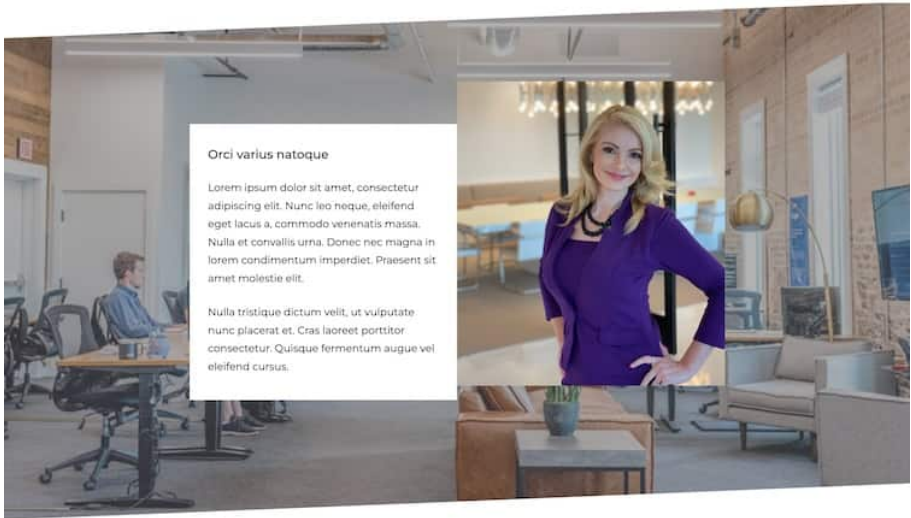 Orci varius natoque
Lorem ipsum dolor sit amet, consectetur
adipiscing elit. Nunc leo neque, eleifend
eget lacus a, commodo venenatis massa.
Nulla et convallis urna. Donec nec magna in
lorem condimentum imperdiet. Praesent sit
amet molestie elit.
Nulla tristique dictum velit, ut vulputate
nunc placerat et. Cras laoreet porttitor
consectetur. Quisque fermentum augue vel
eleifend cursus.